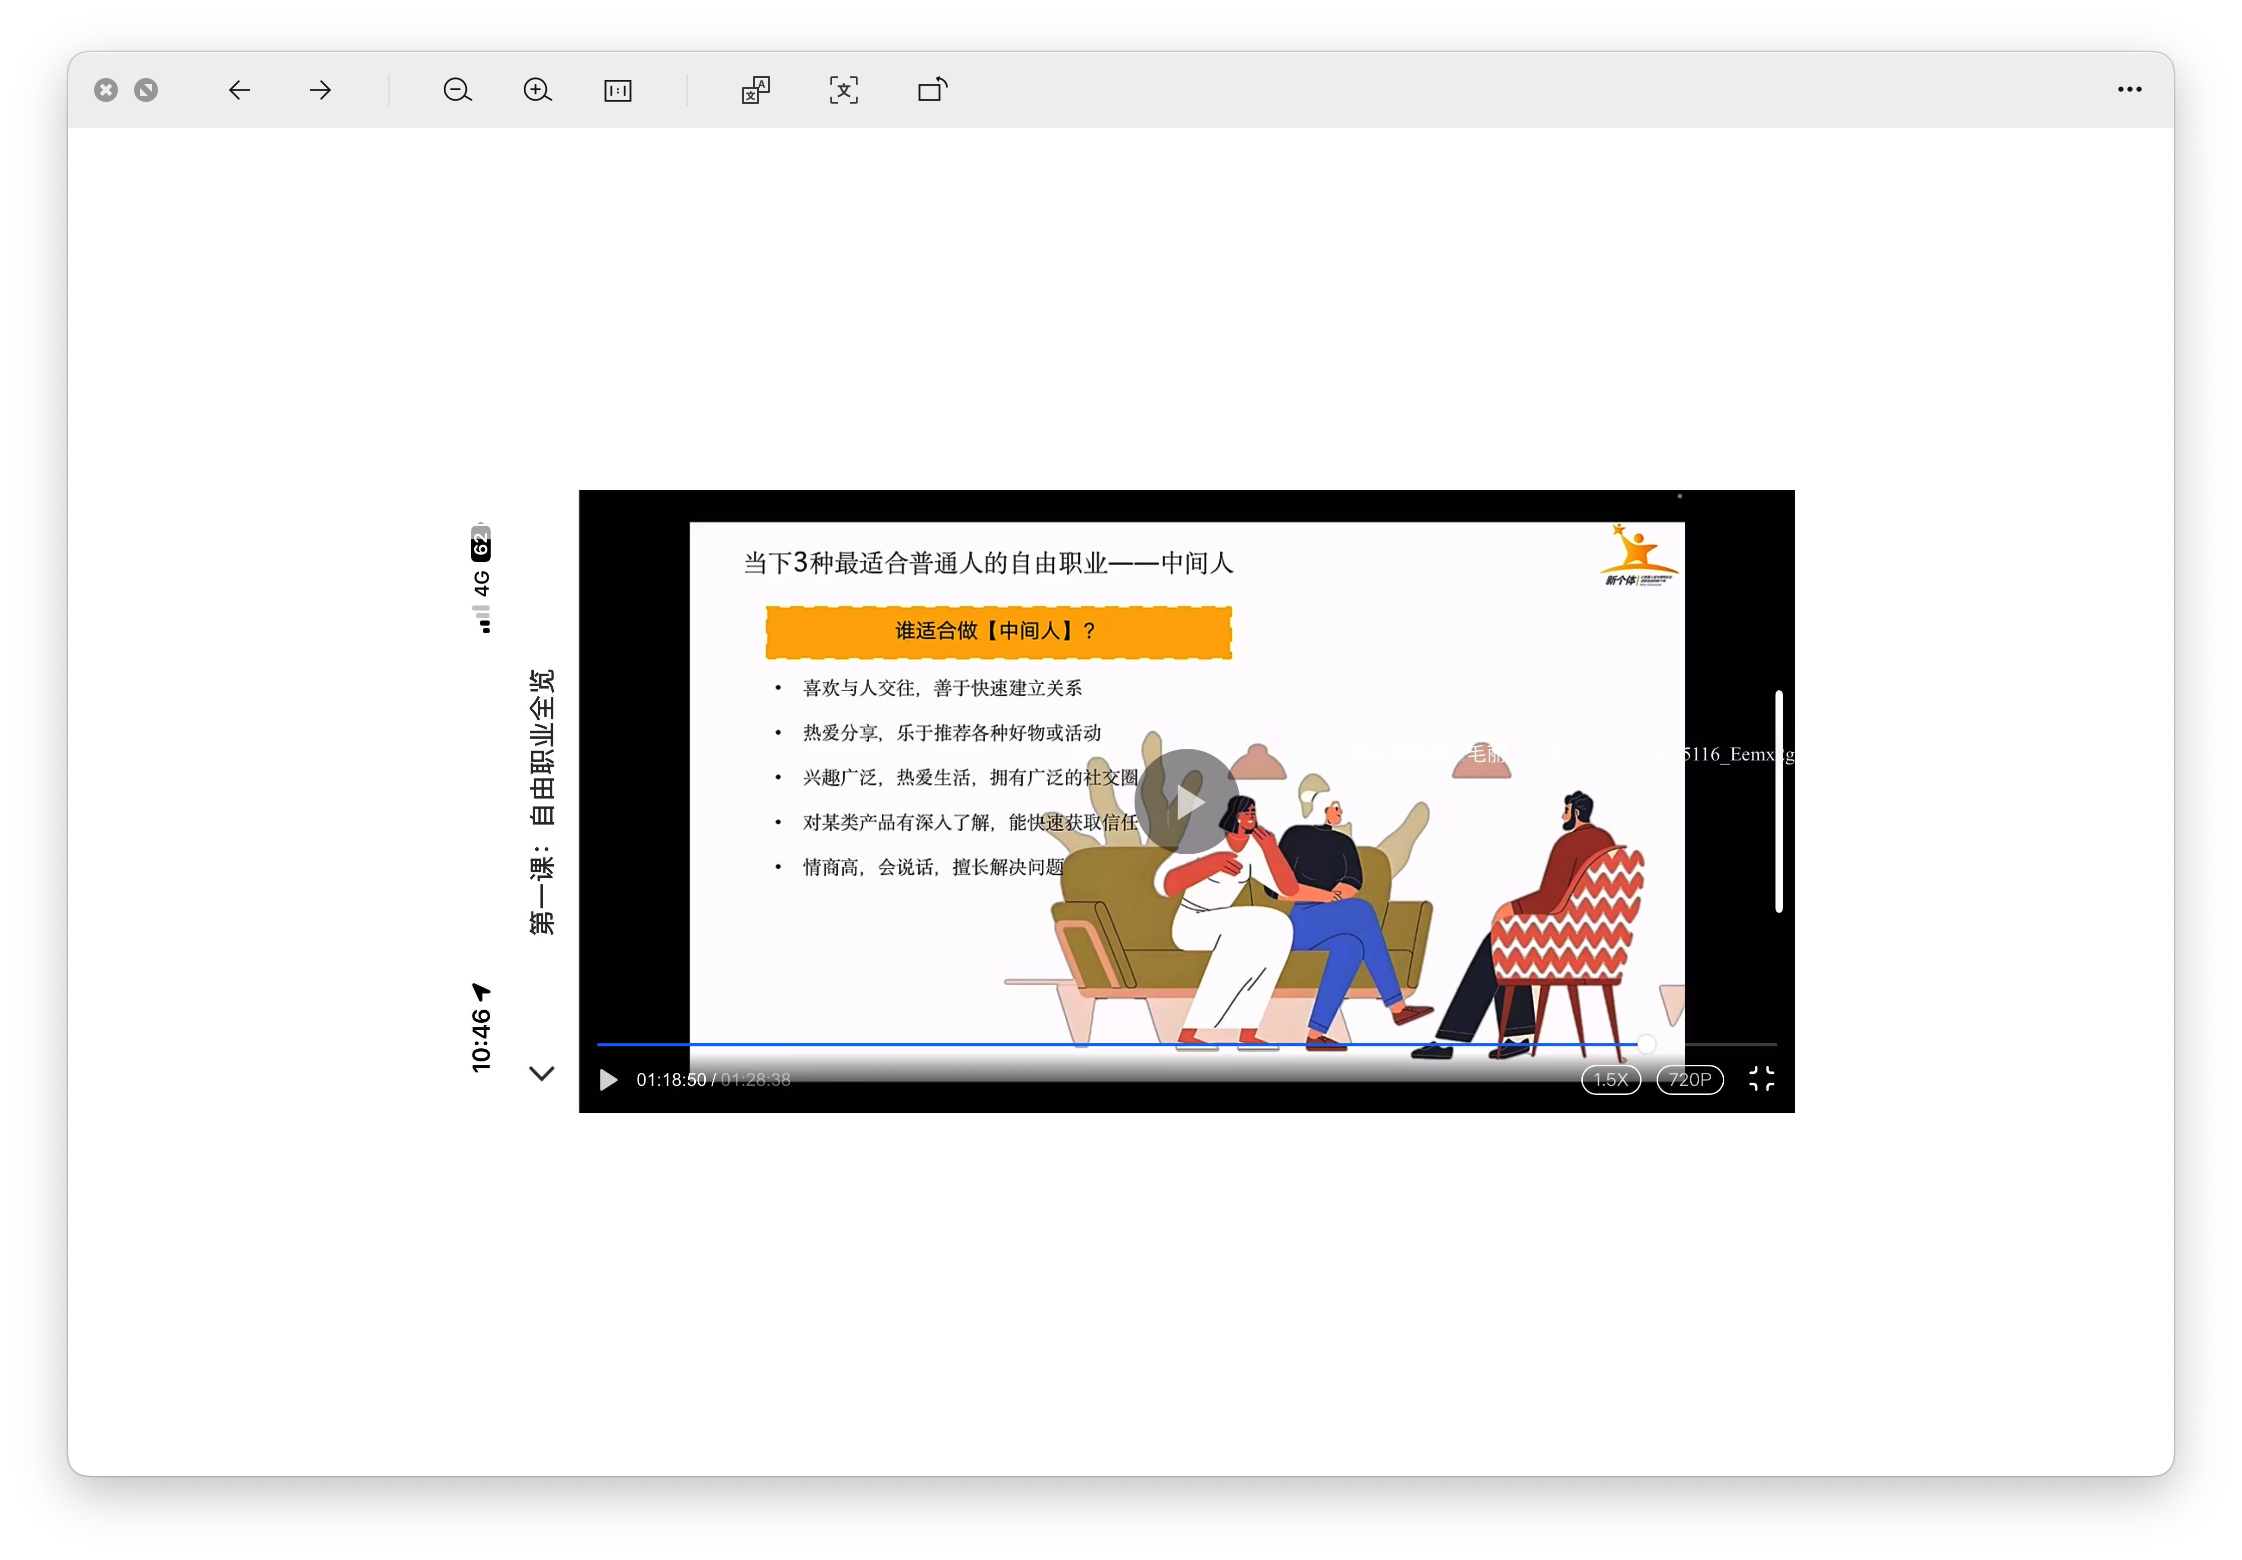 10:46
4G 62
第一课：自由职业全览
当下3种最适合普通人的自由职业——中间人
新个体
谁适合做【中间人】？
• 喜欢与人交往，善于快速建立关系
• 热爱分享，乐于推荐各种好物或活动
• 兴趣广泛，热爱生活，拥有广泛的社交圈
• 对某类产品有深入了解，能快速获取信任
• 情商高，会说话，擅长解决问题
01:18:50 / 01:28:38
1.5X
720P